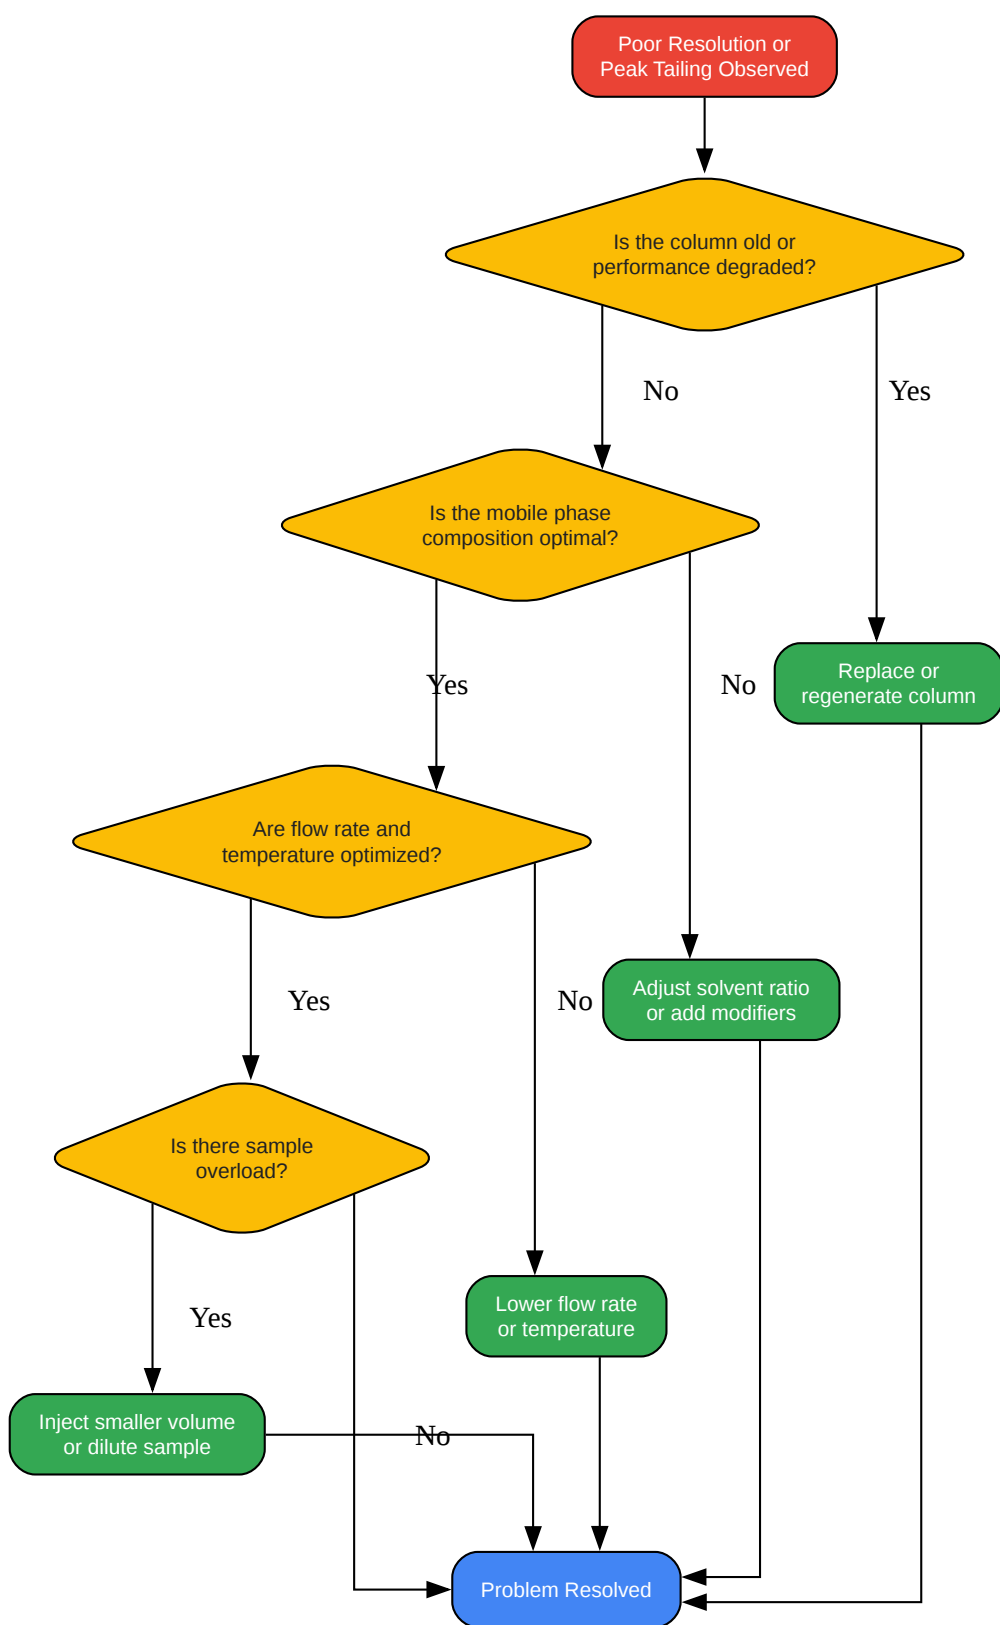 Poor Resolution or
Peak Tailing Observed
Is the column old or
performance degraded?
No
Yes
Is the mobile phase
composition optimal?
Replace or
regenerate column
Yes
No
Are flow rate and
temperature optimized?
Adjust solvent ratio
or add modifiers
Yes
No
Is there sample
overload?
Lower flow rate
or temperature
Yes
Inject smaller volume
or dilute sample
No
Problem Resolved